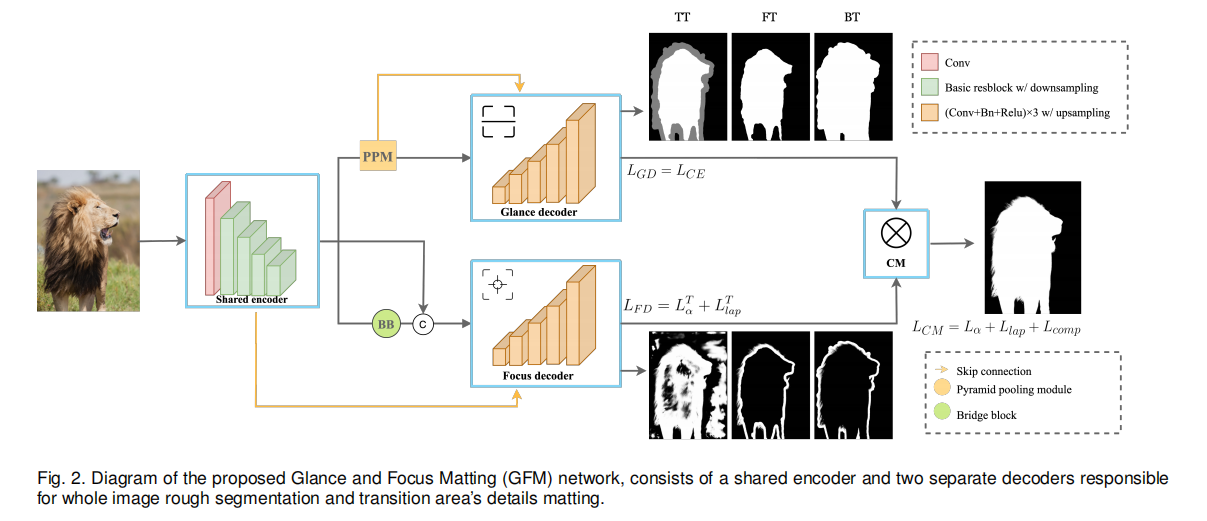 TT FT BT
Conv
Basic resblock w/ downsampling
(Conv+Bn+Relu)×3 w/ upsampling
PPM
Glance decoder
L_{GD} = L_{CE}
Shared encoder
CM
BB
C
Focus decoder
L_{FD} = L_{α}^{T} + L_{lap}^{T}
L_{CM} = L_{α} + L_{lap} + L_{comp}
Skip connection
Pyramid pooling module
Bridge block
Fig. 2. Diagram of the proposed Glance and Focus Matting (GFM) network, consists of a shared encoder and two separate decoders responsible
for whole image rough segmentation and transition area's details matting.